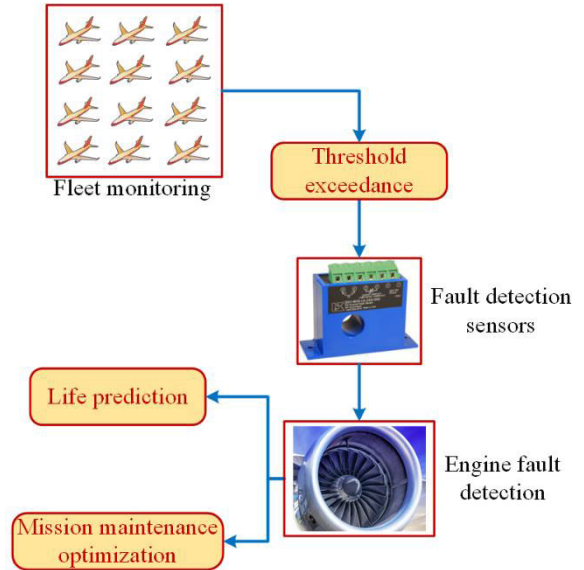 Fleet monitoring
Threshold
exceedance
Fault detection
sensors
Life prediction
Engine fault
detection
Mission maintenance
optimization